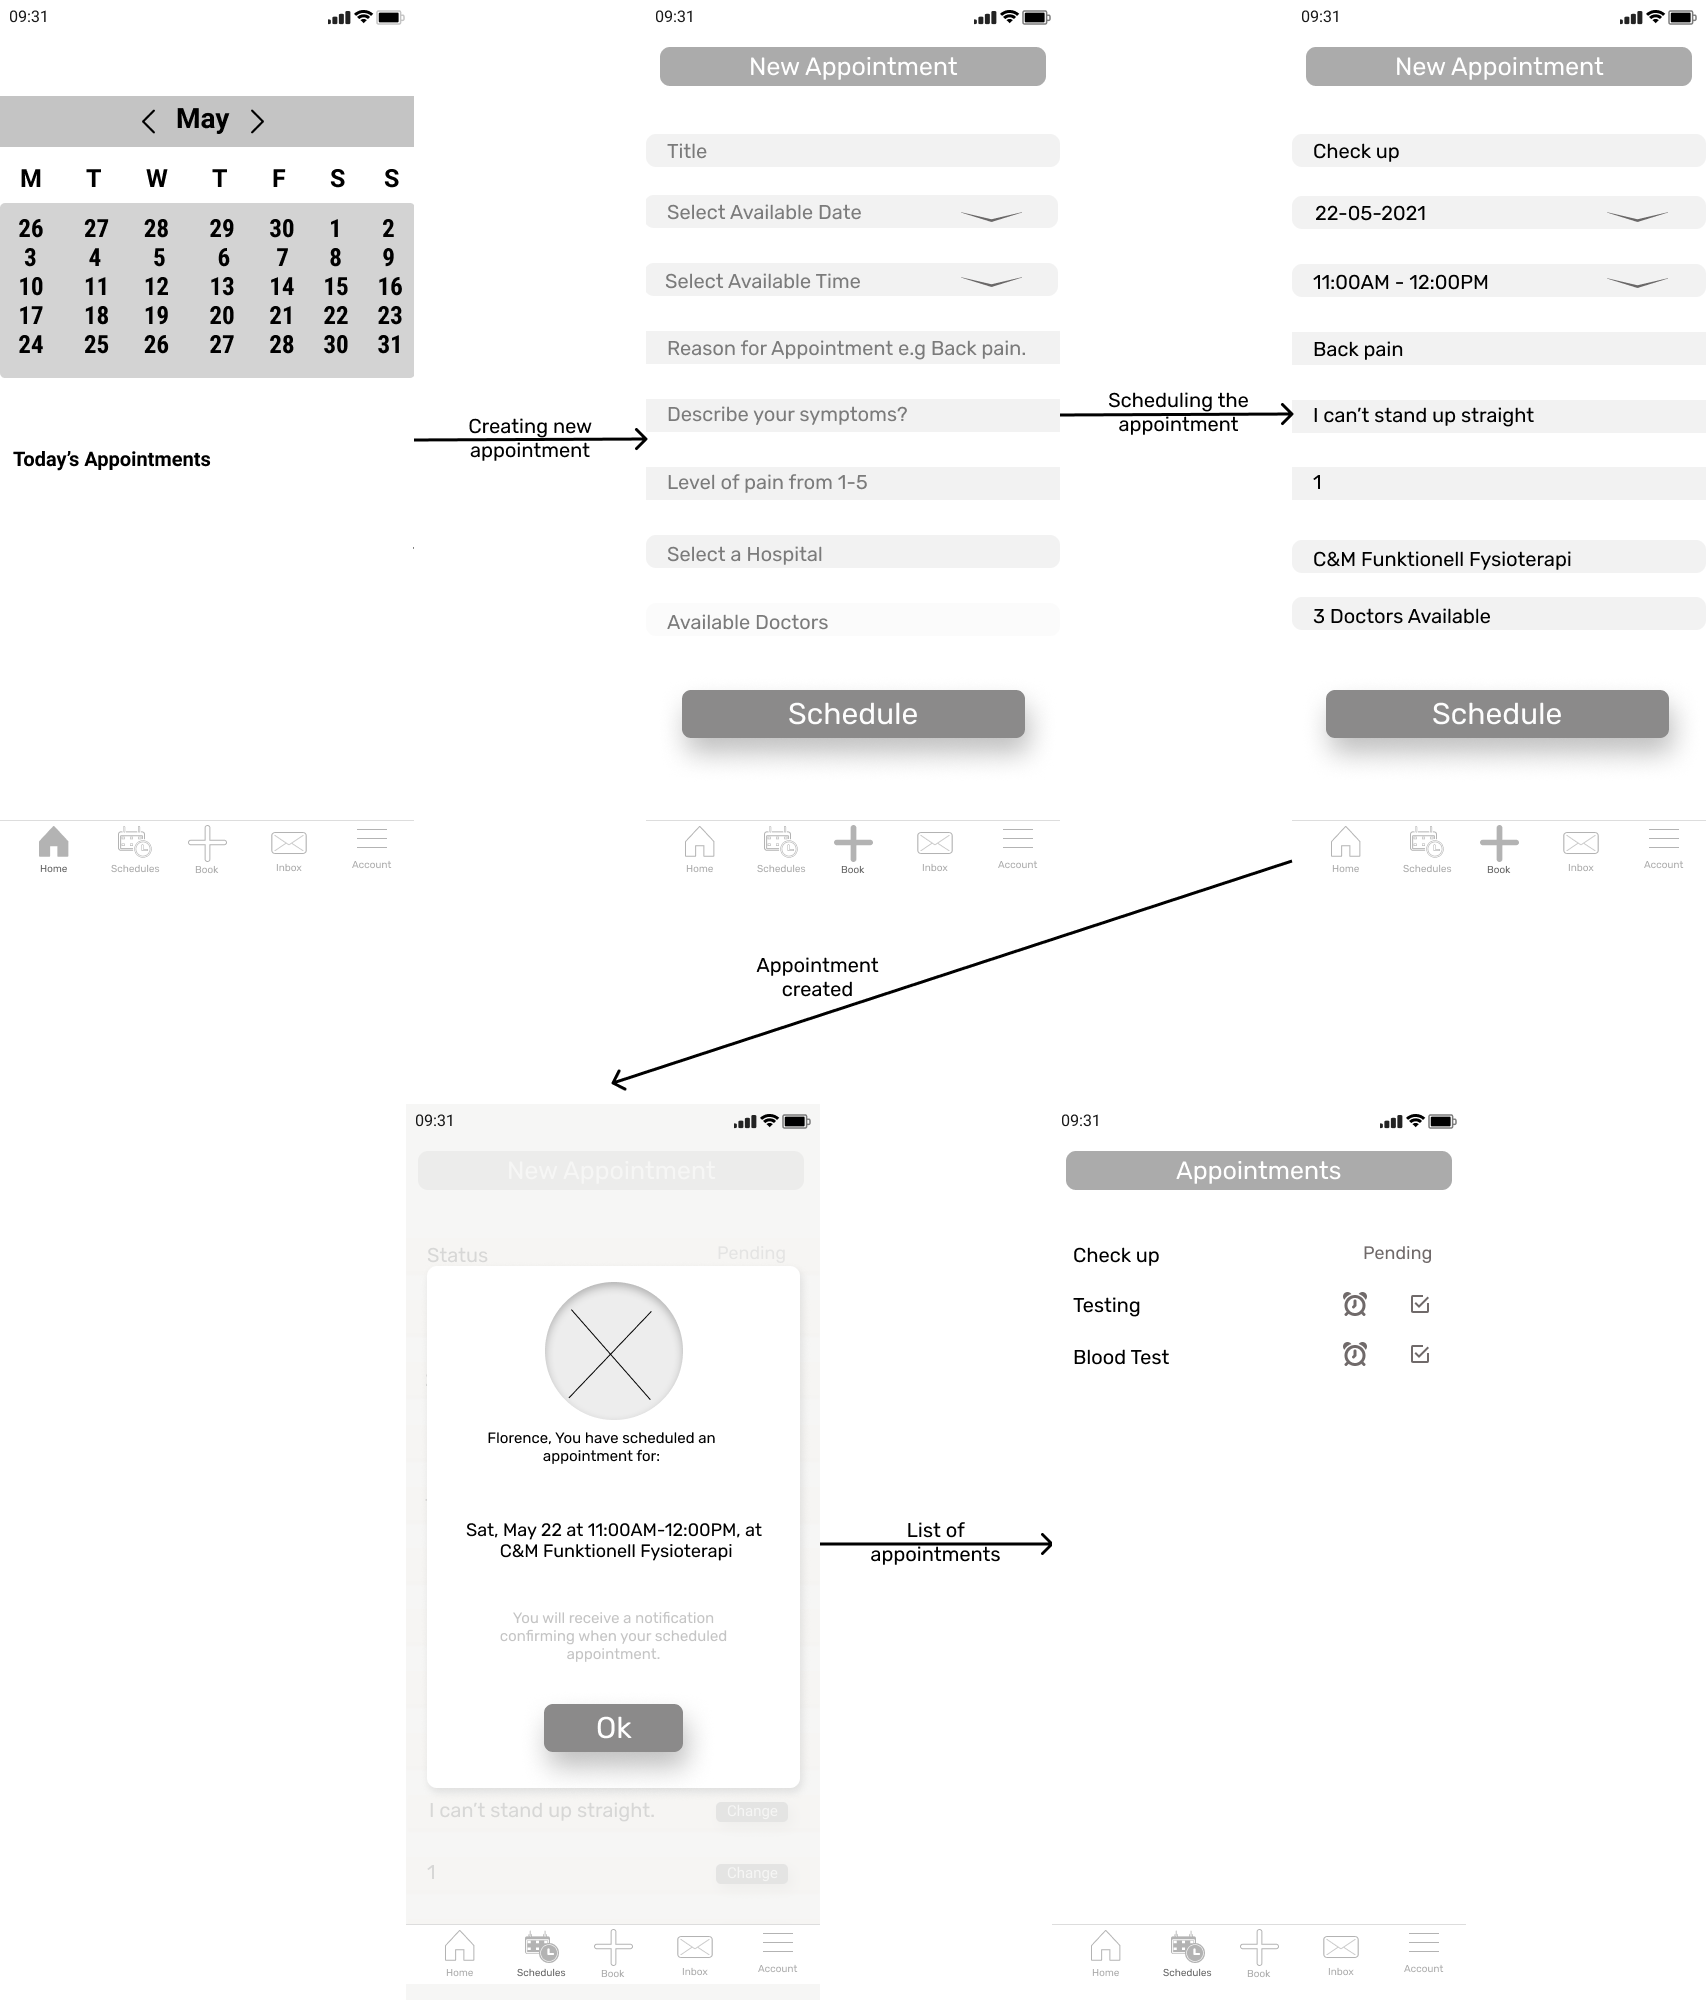 09:31
May
M T W T F S S
26 27 28 29 30 1 2
3 4 5 6 7 8 9
10 11 12 13 14 15 16
17 18 19 20 21 22 23
24 25 26 27 28 30 31
Today's Appointments
Home Schedules Book Inbox Account
Creating new
appointment
09:31
New Appointment
Title
Select Available Date
Select Available Time
Reason for Appointment e.g Back pain.
Describe your symptoms?
Level of pain from 1-5
Select a Hospital
Available Doctors
Schedule
Home Schedules Book Inbox Account
Scheduling the
appointment
09:31
New Appointment
Check up
22-05-2021
11:00AM - 12:00PM
Back pain
I can't stand up straight
1
C&M Funktionell Fysioterapi
3 Doctors Available
Schedule
Home Schedules Book Inbox Account
Appointment
created
09:31
New Appointment
Status Pending
Florence, You have scheduled an
appointment for:
Sat, May 22 at 11:00AM-12:00PM, at
C&M Funktionell Fysioterapi
You will receive a notification
confirming when your scheduled
appointment.
Ok
I can't stand up straight. Change
1 Change
Home Schedules Book Inbox Account
List of
appointments
09:31
Appointments
Check up Pending
Testing
Blood Test
Home Schedules Book Inbox Account